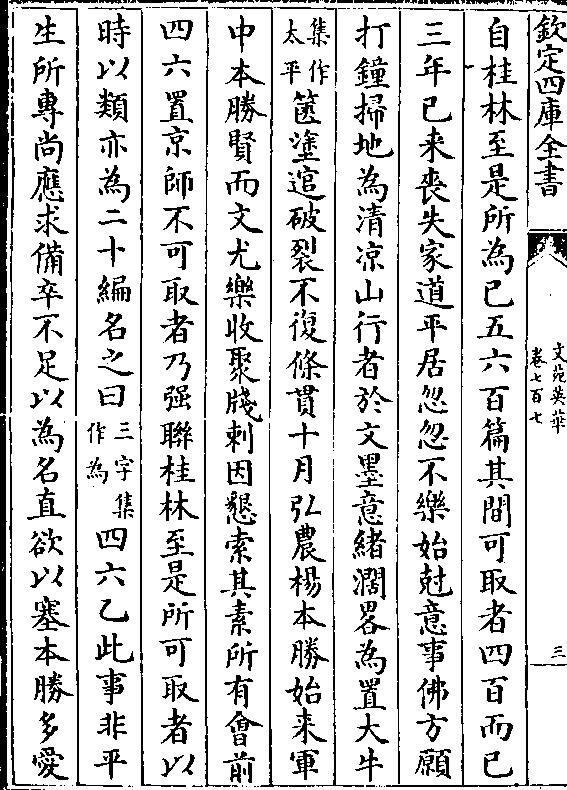 欽定四庫全書
文苑英華
卷七百七
三
自桂林至是所為已五六百篇其間可取者四百而已
三年已来喪失家道平居忽忽不樂始尅意事佛方願
打鐘掃地為清凉山行者於文墨意緒濶畧為置大牛
集作太平篋塗逭破裂不復條貫十月弘農楊本勝始来軍
中本勝賢而文尤樂收聚牋刺因懇索其素所有會前
四六置京師不可取者乃强聯桂林至是所可取者以
時以類亦為二十編名之曰三字集作為四六乙此事非平
生所專尚應求備卒不足以為名直欲以塞本勝多愛